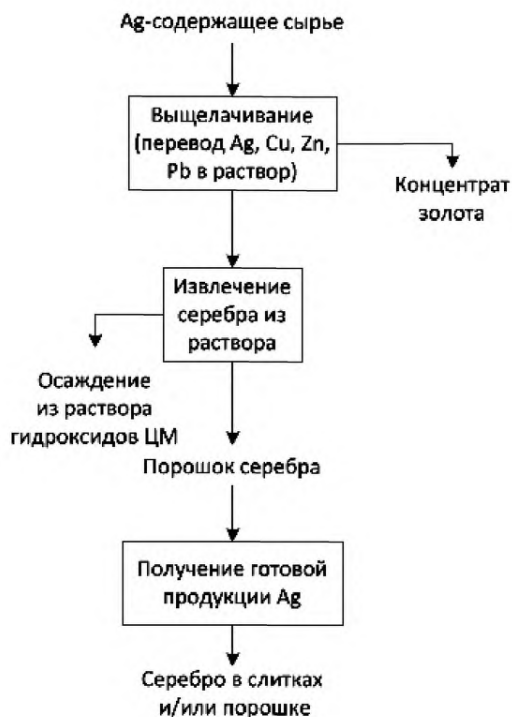 Ag-содержащее сырье
Выщелачивание
(перевод Ag, Cu, Zn,
Pb в раствор)
Концентрат
золота
Извлечение
серебра из
раствора
Осаждение
из раствора
гидроксидов ЦМ
Порошок серебра
Получение готовой
продукции Ag
Серебро в слитках
и/или порошке